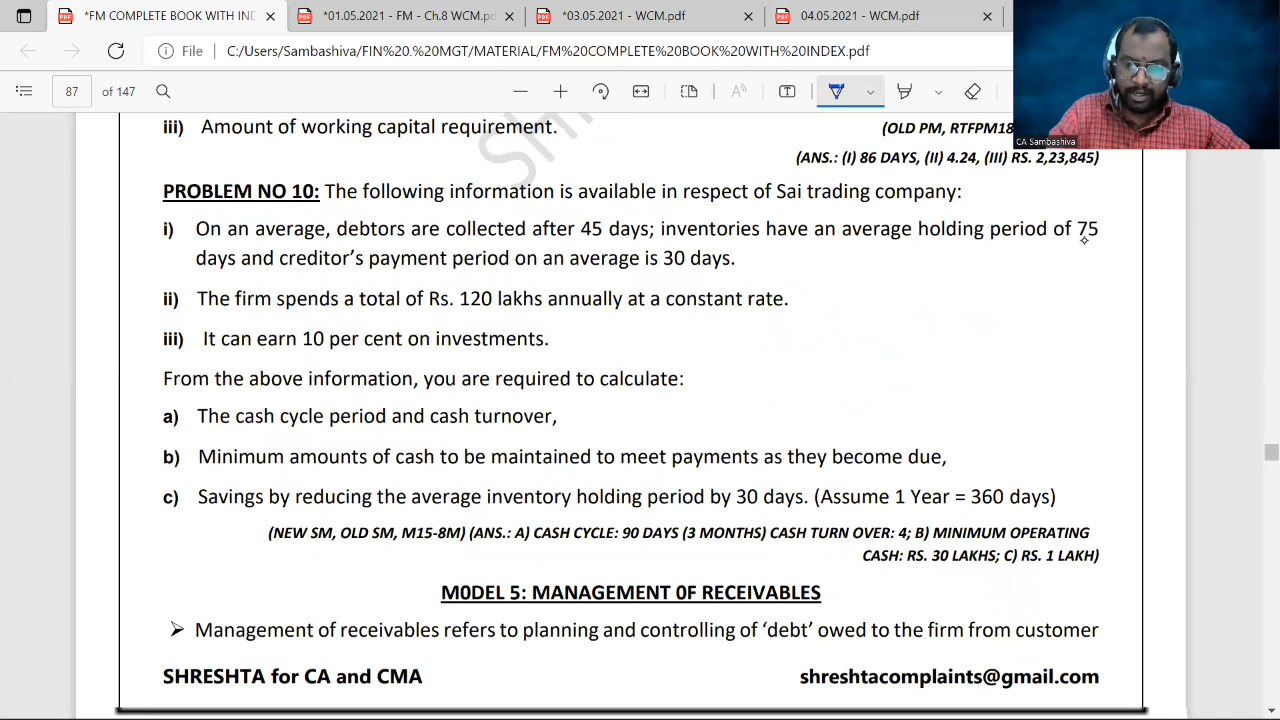 *FM COMPLETE BOOK WITH IND
*01.05.2021 - FM - Ch.8 WCM.pd
*03.05.2021 - WCM.pdf
04.05.2021 - WCM.pdf
File
C:/Users/Sambashiva/FIN%20.%20MGT/MATERIAL/FM%20COMPLETE%20BOOK%20WITH%20INDEX.pdf
87 of 147
CA Sambashiva
iii) Amount of working capital requirement.
(OLD PM, RTFPM18
(ANS.: (I) 86 DAYS, (II) 4.24, (III) RS. 2,23,845)
PROBLEM NO 10: The following information is available in respect of Sai trading company:
i) On an average, debtors are collected after 45 days; inventories have an average holding period of 75
days and creditor's payment period on an average is 30 days.
ii) The firm spends a total of Rs. 120 lakhs annually at a constant rate.
iii) It can earn 10 per cent on investments.
From the above information, you are required to calculate:
a) The cash cycle period and cash turnover,
b) Minimum amounts of cash to be maintained to meet payments as they become due,
c) Savings by reducing the average inventory holding period by 30 days. (Assume 1 Year = 360 days)
(NEW SM, OLD SM, M15-8M) (ANS.: A) CASH CYCLE: 90 DAYS (3 MONTHS) CASH TURN OVER: 4; B) MINIMUM OPERATING
CASH: RS. 30 LAKHS; C) RS. 1 LAKH)
M0DEL 5: MANAGEMENT 0F RECEIVABLES
➢ Management of receivables refers to planning and controlling of 'debt' owed to the firm from customer
SHRESHTA for CA and CMA
shreshtacomplaints@gmail.com